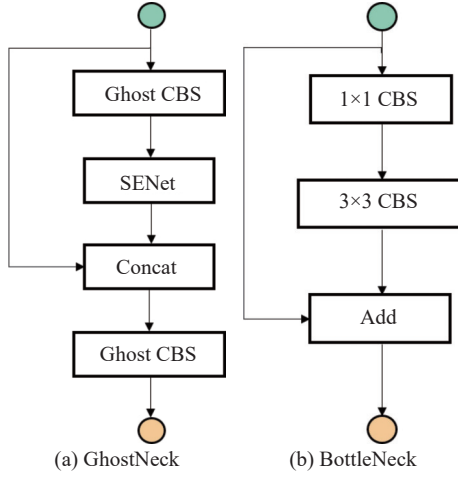 Ghost CBS
SENet
Concat
Ghost CBS
(a) GhostNeck
1×1 CBS
3×3 CBS
Add
(b) BottleNeck